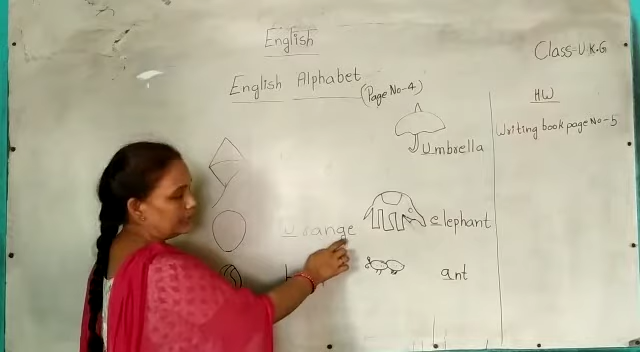 English
Class-U.K.G
English Alphabet
(Page No-4)
HW
Writing book page No-5
Umbrella
elephant
ant